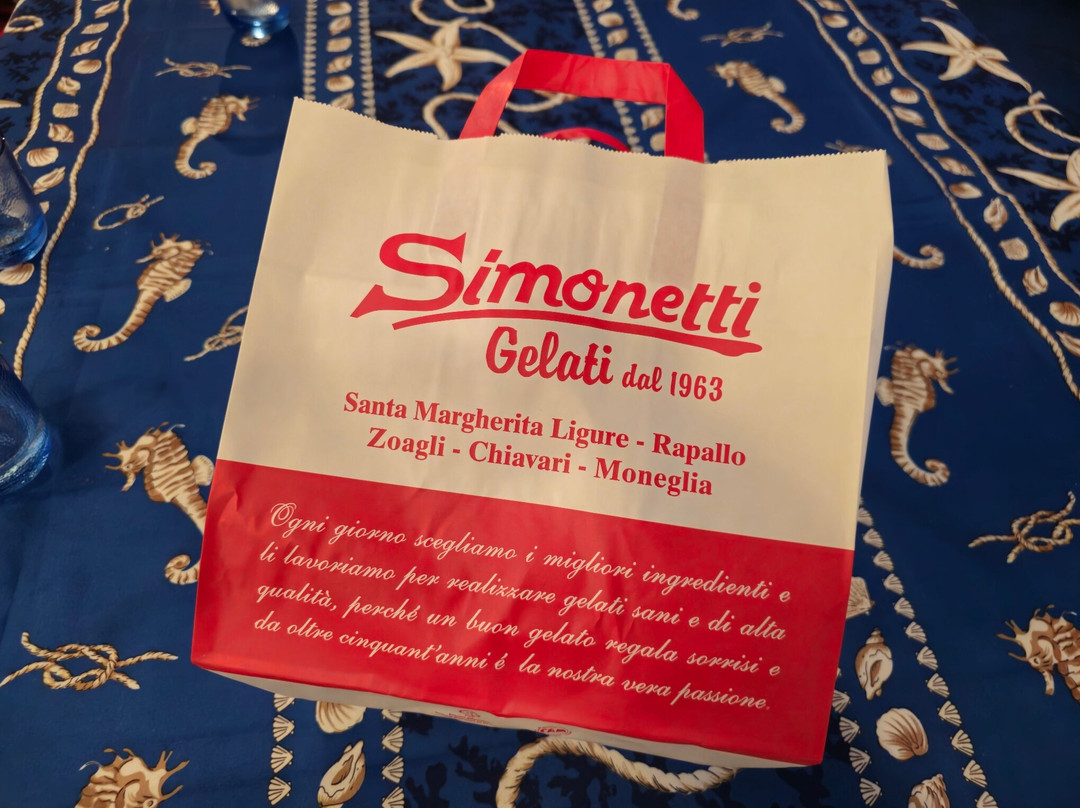 Simonetti
Gelati dal 1963
Santa Margherita Ligure - Rapallo
Zoagli - Chiavari - Moneglia
Ogni giorno scegliamo i migliori ingredienti e
li lavoriamo per realizzare gelati sani e di alta
qualità, perché un buon gelato regala sorrisi e
da oltre cinquant'anni é la nostra vera passione.